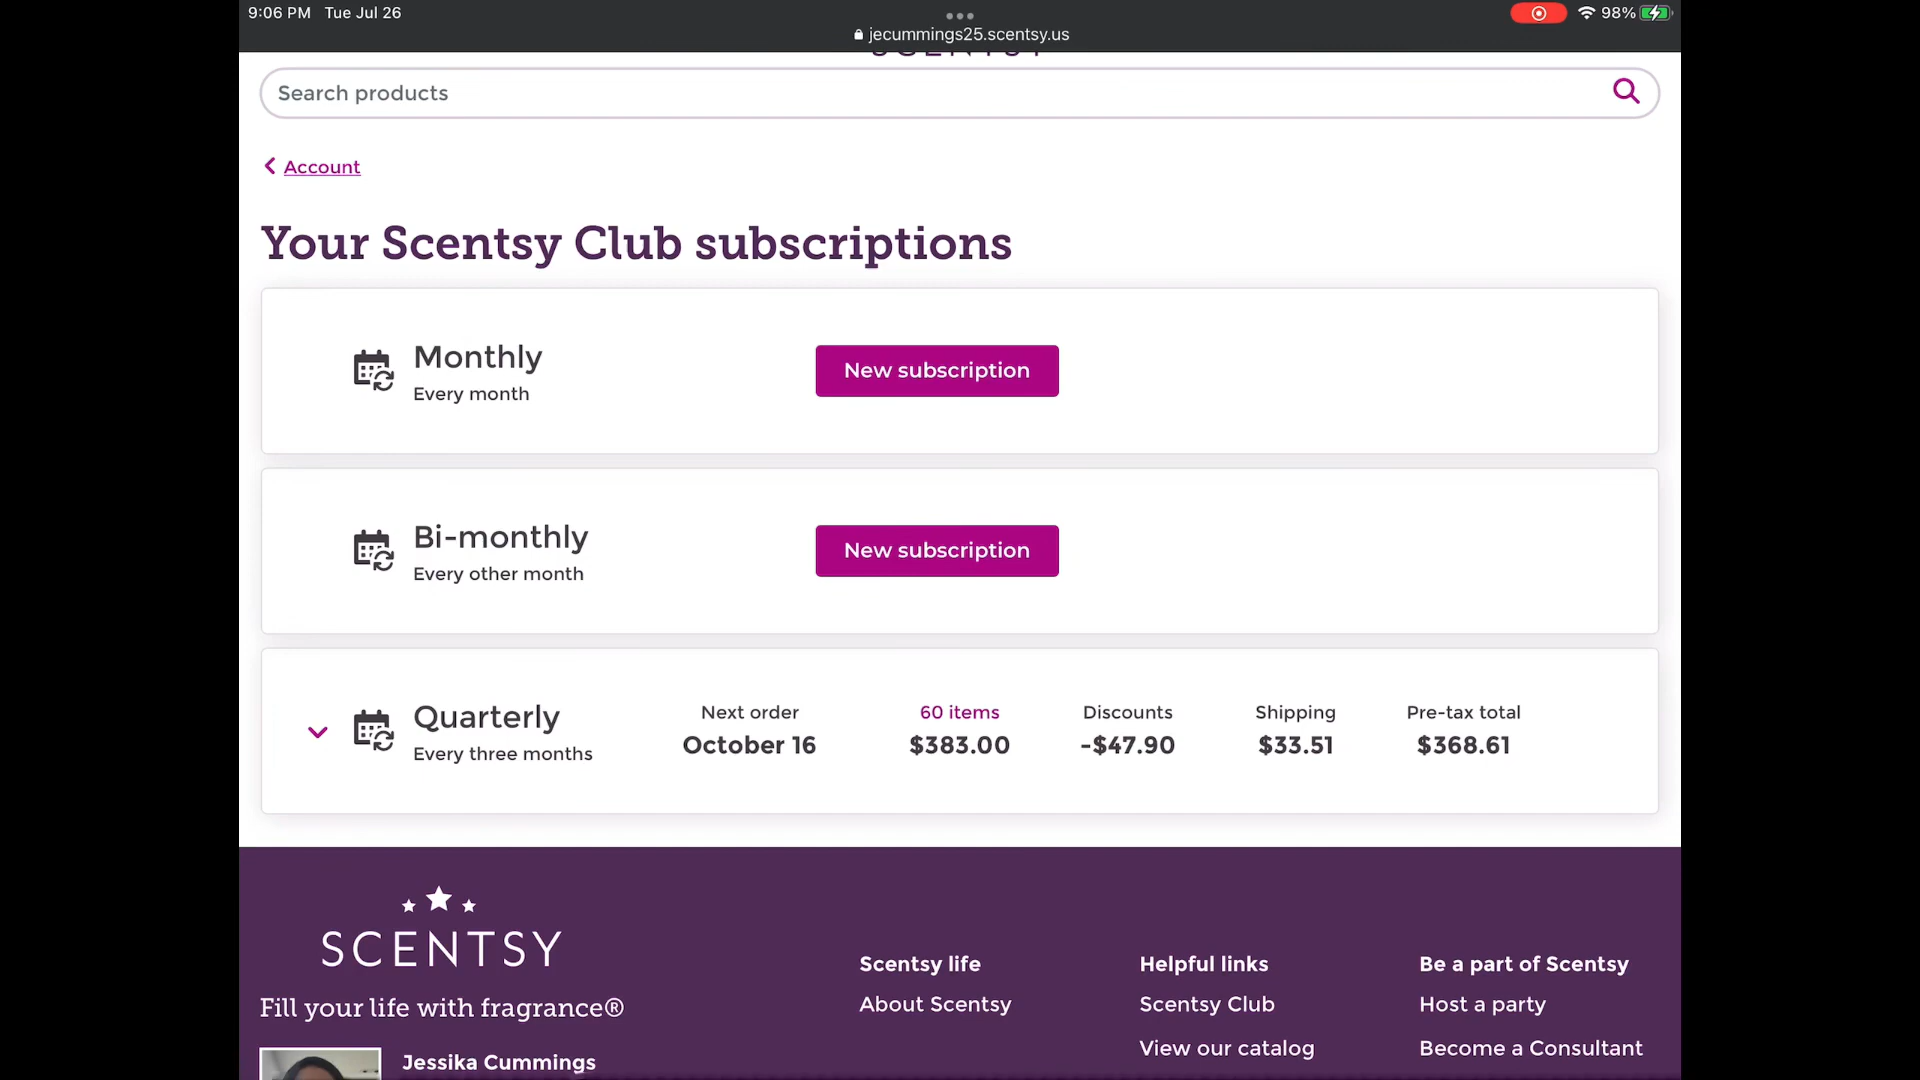 9:06 PM Tue Jul 26
98%
jecummings25.scentsy.us
SCENTSY
Search products
Account
Your Scentsy Club subscriptions
Monthly
Every month
New subscription
Bi-monthly
Every other month
New subscription
Quarterly
Every three months
Next order
October 16
60 items
$383.00
Discounts
-$47.90
Shipping
$33.51
Pre-tax total
$368.61
SCENTSY
Fill your life with fragrance®
Jessika Cummings
Scentsy life
About Scentsy
Helpful links
Scentsy Club
View our catalog
Be a part of Scentsy
Host a party
Become a Consultant